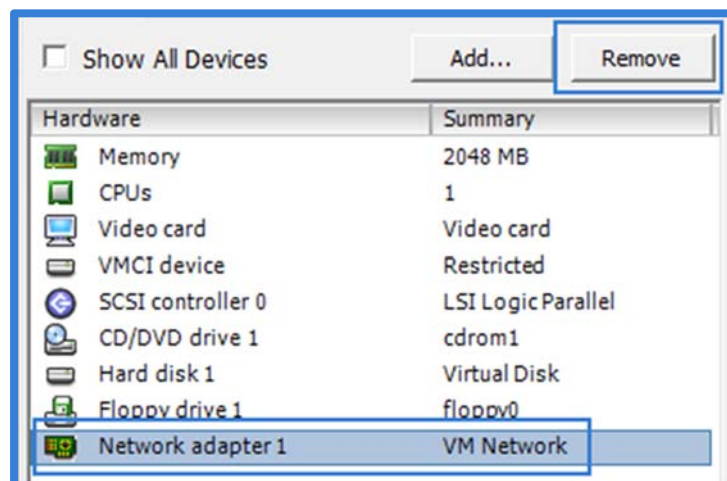 Show All Devices Add... Remove
Hardware Summary
Memory 2048 MB
CPUs 1
Video card Video card
VMCI device Restricted
SCSI controller 0 LSI Logic Parallel
CD/DVD drive 1 cdrom1
Hard disk 1 Virtual Disk
Floppy drive 1 floppy0
Network adapter 1 VM Network